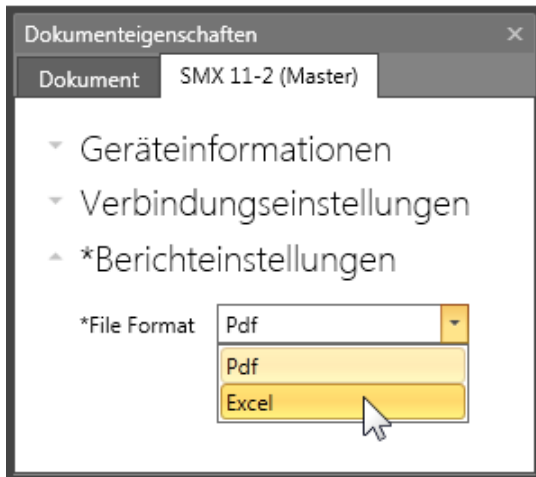 Dokumenteigenschaften
Dokument SMX 11-2 (Master)
Geräteinformationen
Verbindungseinstellungen
*Berichteinstellungen
*File Format Pdf
Pdf
Excel